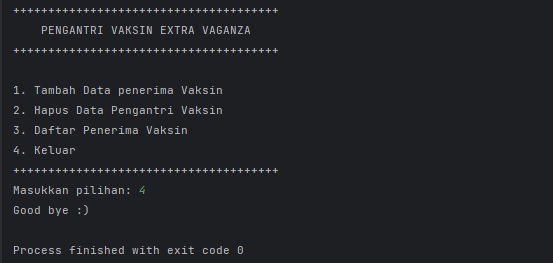 ++++++++++++++++++++++++++++++++++++++
PENGANTRI VAKSIN EXTRA VAGANZA
++++++++++++++++++++++++++++++++++++++
1. Tambah Data penerima Vaksin
2. Hapus Data Pengantri Vaksin
3. Daftar Penerima Vaksin
4. Keluar
++++++++++++++++++++++++++++++++++++++
Masukkan pilihan: 4
Good bye :)
Process finished with exit code 0